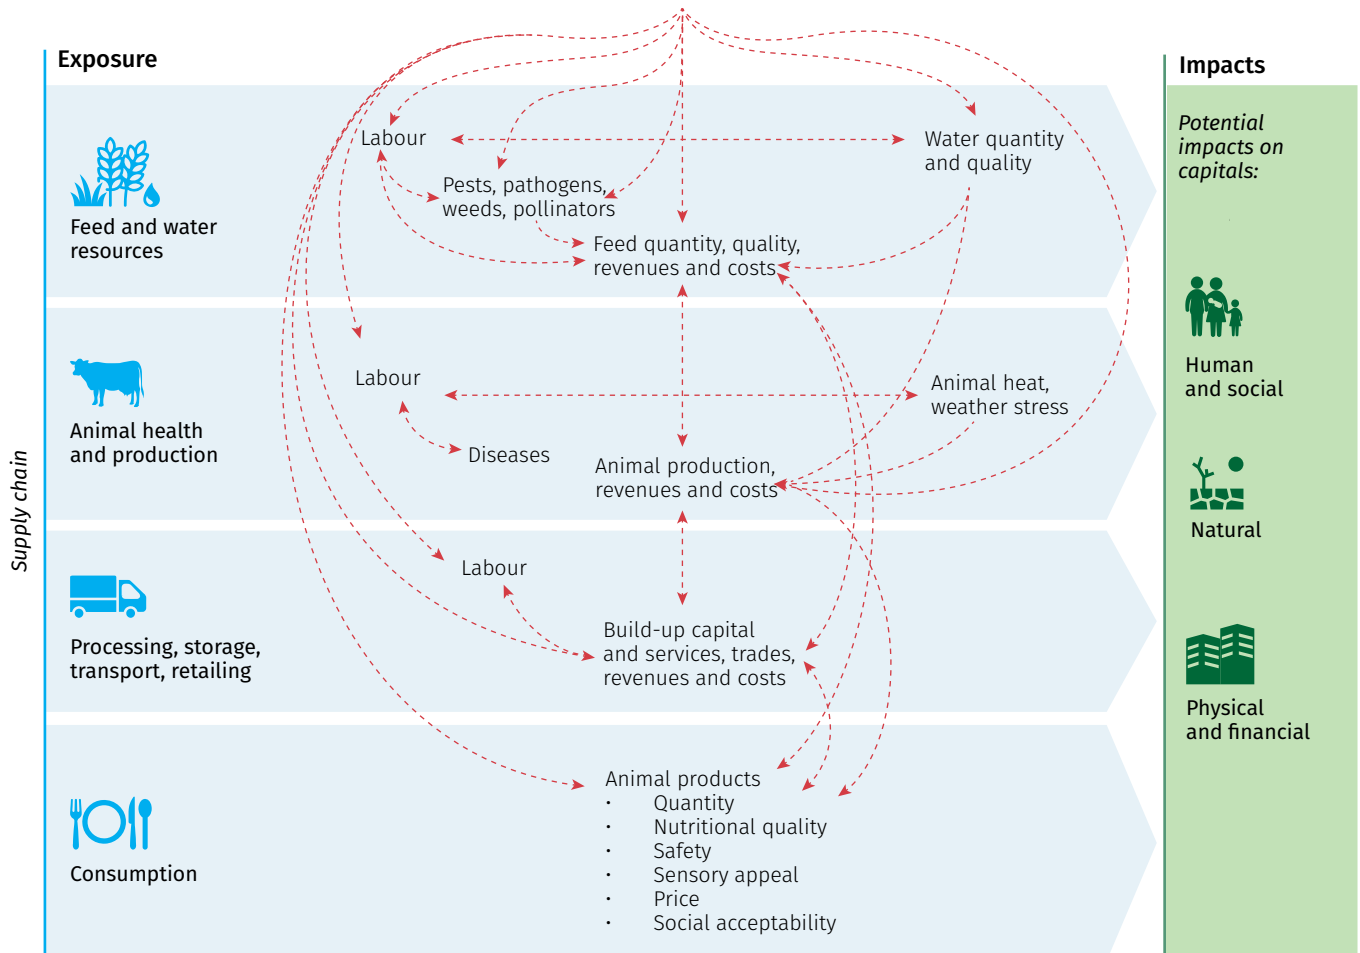 Exposure
Impacts
Supply chain
Feed and water
resources
Labour
Water quantity
and quality
Pests, pathogens,
weeds, pollinators
Feed quantity, quality,
revenues and costs
Animal health
and production
Labour
Animal heat,
weather stress
Diseases
Animal production,
revenues and costs
Processing, storage,
transport, retailing
Labour
Build-up capital
and services, trades,
revenues and costs
Consumption
Animal products
· Quantity
· Nutritional quality
· Safety
· Sensory appeal
· Price
· Social acceptability
Potential
impacts on
capitals:
Human
and social
Natural
Physical
and financial